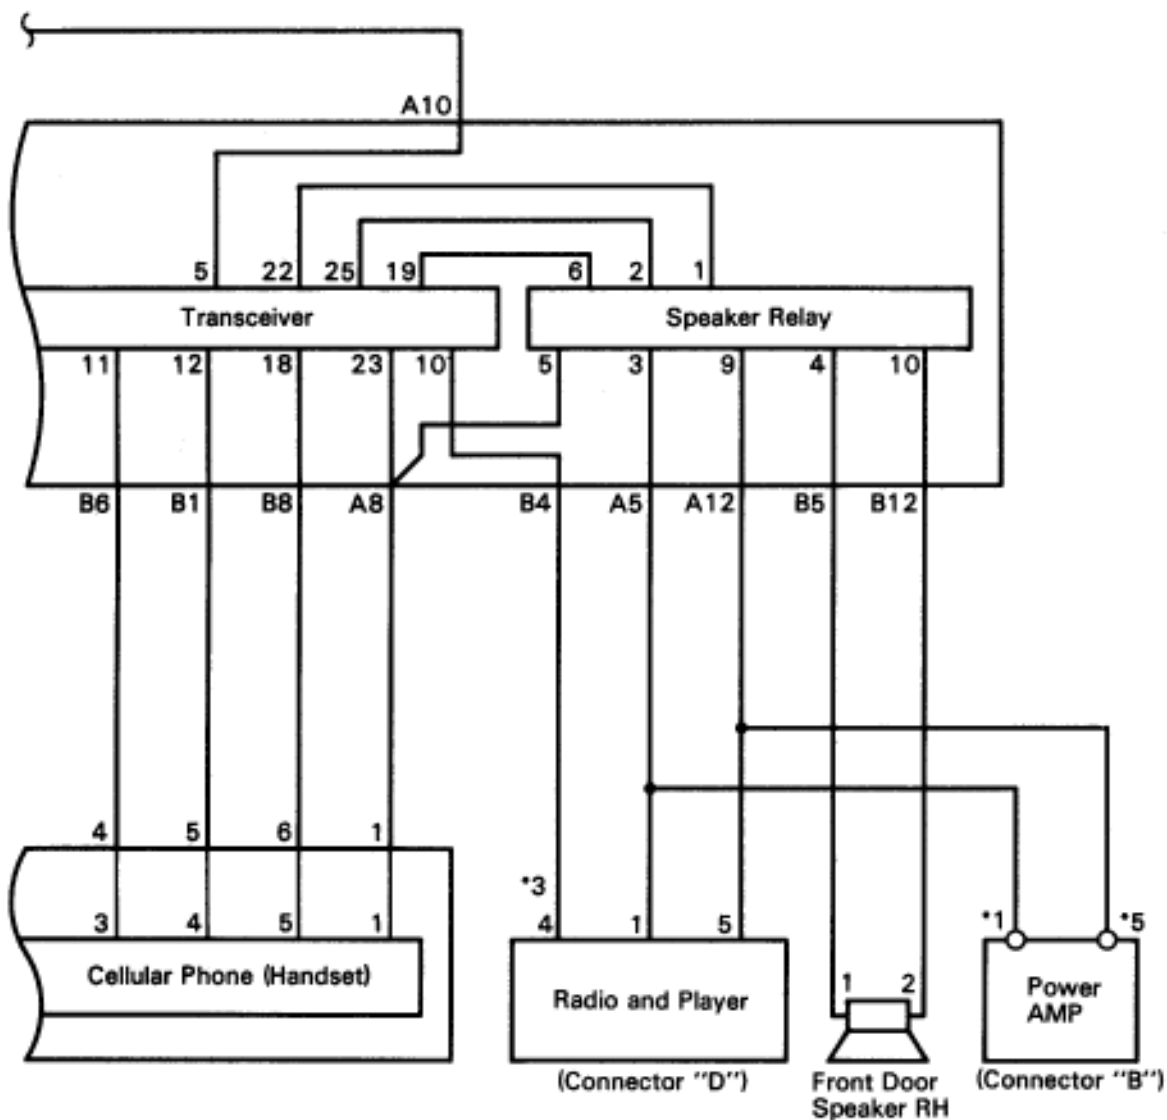 A10
5 22 25 19 6 2 1
Transceiver Speaker Relay
11 12 18 23 10 5 3 9 4 10
B6 B1 B8 A8 B4 A5 A12 B5 B12
4 5 6 1
*3
3 4 5 1 4 1 5 *1 *5
Cellular Phone (Handset)
Radio and Player
1 2
Power
AMP
(Connector "D")
Front Door
Speaker RH
(Connector "B")